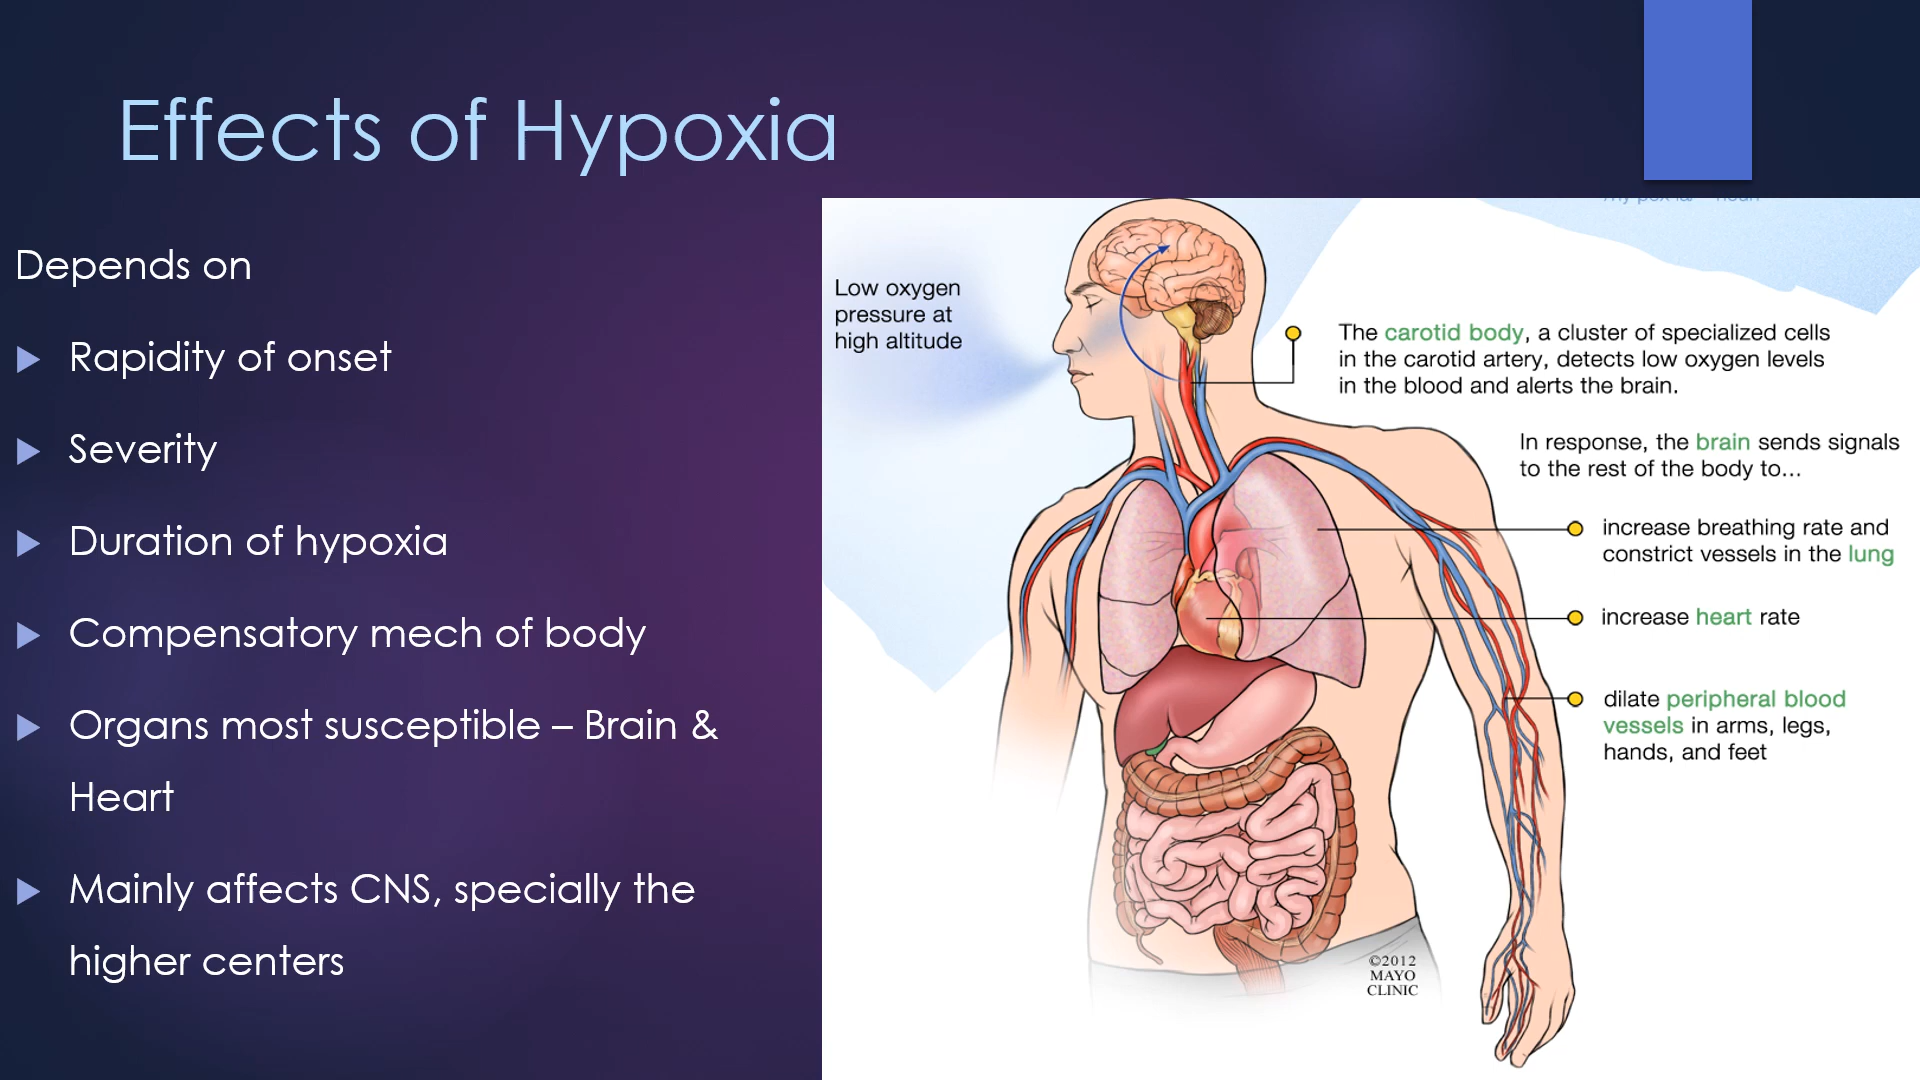 Effects of Hypoxia
Depends on
Rapidity of onset
Severity
Duration of hypoxia
Compensatory mech of body
Organs most susceptible – Brain &
Heart
Mainly affects CNS, specially the
higher centers
Low oxygen
pressure at
high altitude
The carotid body, a cluster of specialized cells
in the carotid artery, detects low oxygen levels
in the blood and alerts the brain.
In response, the brain sends signals
to the rest of the body to...
increase breathing rate and
constrict vessels in the lung
increase heart rate
dilate peripheral blood
vessels in arms, legs,
hands, and feet
©2012
MAYO
CLINIC